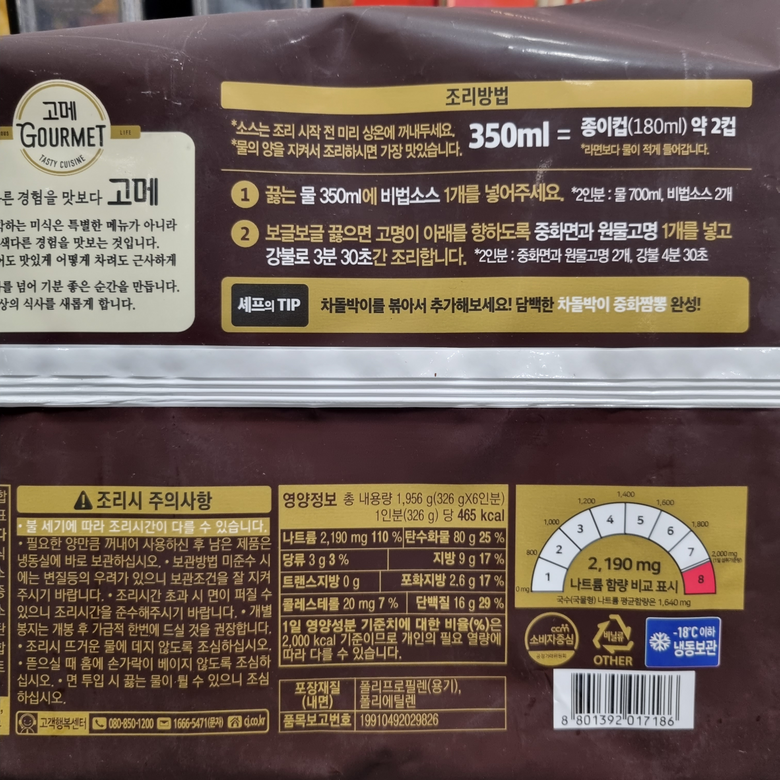 고메
GOURMET
LIFE
TASTY CUISINE
른 경험을 맛보다 고메
하는 미식은 특별한 메뉴가 아니라
색다른 경험을 맛보는 것입니다.
도 맛있게 어떻게 차려도 근사하게
를 넘어 기분 좋은 순간을 만듭니다.
상의 식사를 새롭게 합니다.
조리방법
*소스는 조리 시작 전 미리 상온에 꺼내두세요.
*물의 양을 지켜서 조리하시면 가장 맛있습니다.
350ml = 종이컵(180ml) 약 2컵
*라면보다 물이 적게 들어갑니다.
1 끓는 물 350ml에 비법소스 1개를 넣어주세요. *2인분 : 물 700ml, 비법소스 2개
2 보글보글 끓으면 고명이 아래를 향하도록 중화면과 원물고명 1개를 넣고
강불로 3분 30초간 조리합니다. *2인분 : 중화면과 원물고명 2개, 강불 4분 30초
셰프의 TIP 차돌박이를 볶아서 추가해보세요! 담백한 차돌박이 중화짬뽕 완성!
조리시 주의사항
• 불 세기에 따라 조리시간이 다를 수 있습니다.
• 필요한 양만큼 꺼내어 사용하신 후 남은 제품은
냉동실에 바로 보관하십시오. • 보관방법 미준수 시
에는 변질등의 우려가 있으니 보관조건을 잘 지켜
주시기 바랍니다. • 조리시간 초과 시 면이 퍼질 수
있으니 조리시간을 준수해주시기 바랍니다. • 개별
봉지는 개봉 후 가급적 한번에 드실 것을 권장합니다.
• 조리시 뜨거운 물에 데지 않도록 조심하십시오.
• 뜯으실 때 홈에 손가락이 베이지 않도록 조심하
십시오. • 면 투입 시 끓는 물이 튈 수 있으니 조심
하십시오.
고객행복센터 080-850-1200 1666-5471(문자) cj.co.kr
영양정보 총 내용량 1,956 g(326 gX6인분)
1인분(326 g) 당 465 kcal
나트륨 2,190 mg 110 % 탄수화물 80 g 25 %
당류 3 g 3 % 지방 9 g 17 %
트랜스지방 0 g 포화지방 2.6 g 17 %
콜레스테롤 20 mg 7 % 단백질 16 g 29 %
1일 영양성분 기준치에 대한 비율(%)은
2,000 kcal 기준이므로 개인의 필요 열량에
따라 다를 수 있습니다.
포장재질
(내면)
폴리프로필렌(용기),
폴리에틸렌
품목보고번호 19910492029826
0 mg
1,000
1,200
1,400
1,600
1,800
2,000 mg
1 2 3 4 5 6 7 8
2,190 mg
나트륨 함량 비교 표시
국수(국물형) 나트륨 평균함량은 1,640 mg
CCM
소비자중심
비닐류
OTHER
-18℃ 이하
냉동보관
8 801392 017186